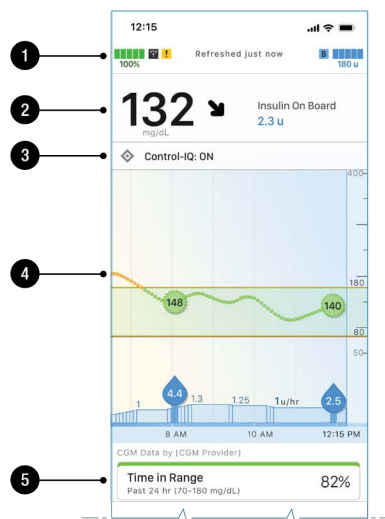 12:15
1
100%
!
Refreshed just now
B
180 u
2
132
mg/dL
Insulin On Board
2.3 u
3
Control-IQ: ON
400
4
180
148
140
80
50
4.4
2.5
1
1.3
1.25
1u/hr
8 AM
10 AM
12:15 PM
CGM Data by [CGM Provider]
5
Time in Range
82%
Past 24 hr (70-180 mg/dL)